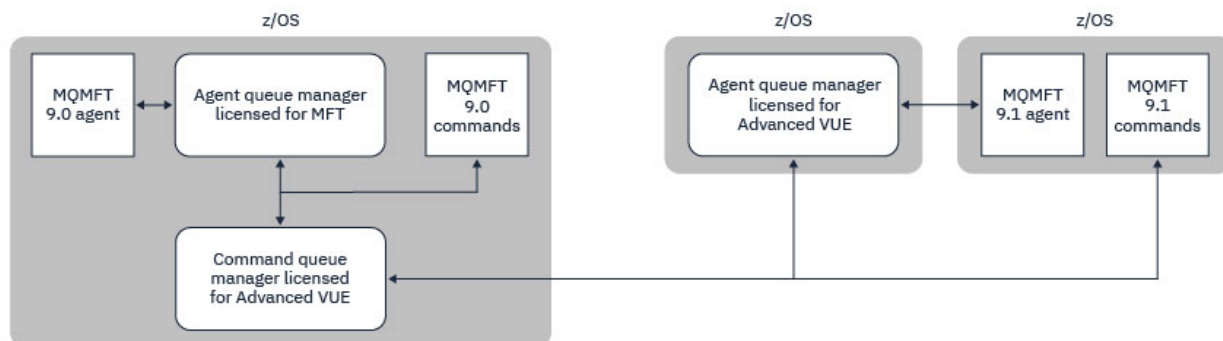 z/OS
z/OS
z/OS
MQMFT
9.0 agent
Agent queue manager
licensed for MFT
MQMFT
9.0
commands
Agent queue manager
licensed for
Advanced VUE
MQMFT
9.1 agent
MQMFT
9.1
commands
Command queue
manager licensed
for Advanced VUE